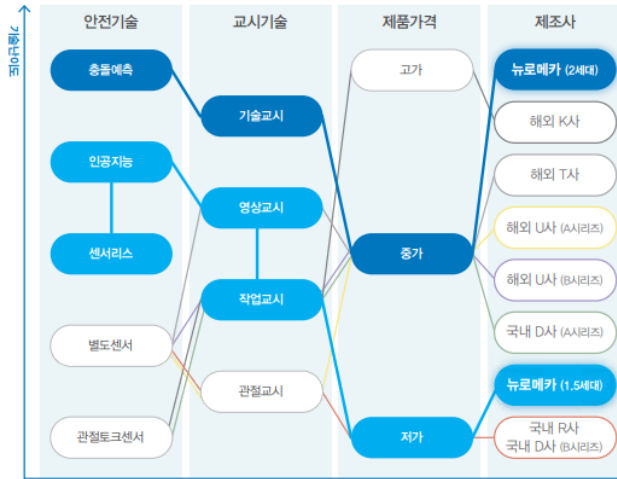 기술난이도
안전기술
교시기술
제품가격
제조사
충돌예측
고가
뉴로메카 (2세대)
기술교시
해외 K사
인공지능
해외 T사
영상교시
해외 U사 (A시리즈)
센서리스
중가
해외 U사 (B시리즈)
작업교시
국내 D사 (A시리즈)
별도센서
관절교시
뉴로메카 (1.5세대)
관절토크센서
저가
국내 R사
국내 D사 (B시리즈)